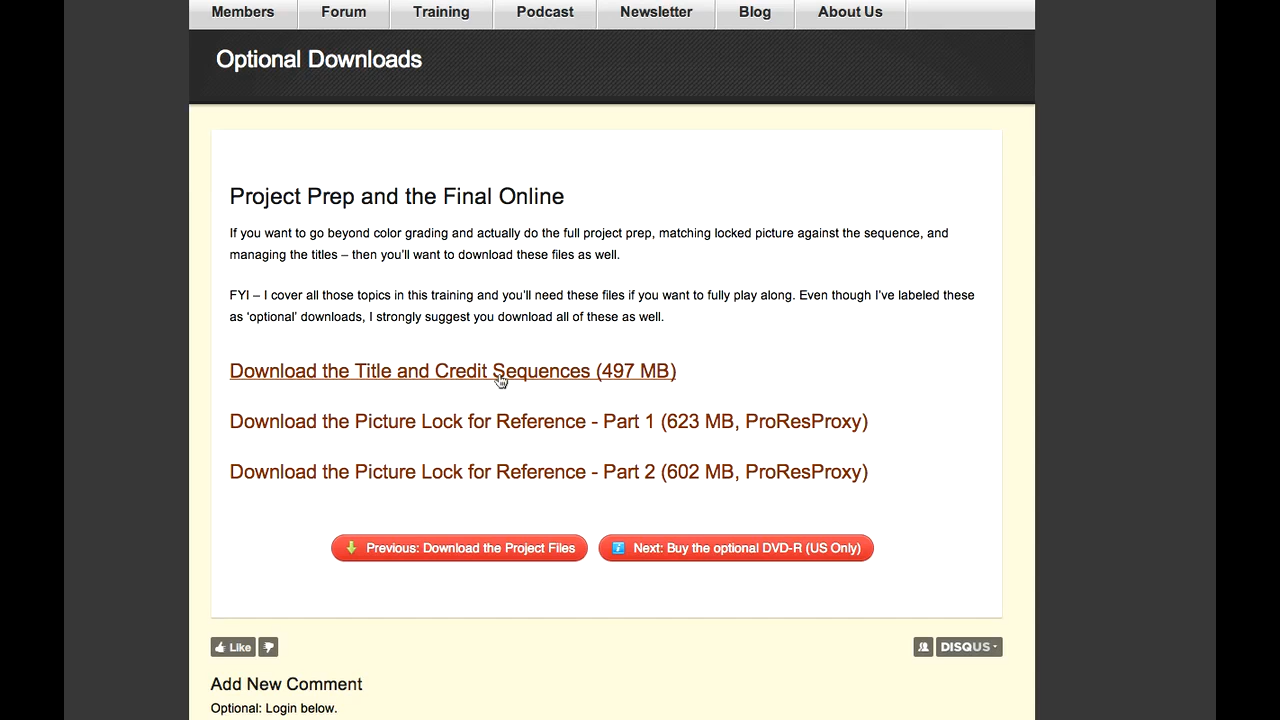 Members Forum Training Podcast Newsletter Blog About Us
Optional Downloads
Project Prep and the Final Online
If you want to go beyond color grading and actually do the full project prep, matching locked picture against the sequence, and
managing the titles – then you'll want to download these files as well.
FYI – I cover all those topics in this training and you'll need these files if you want to fully play along. Even though I've labeled these
as 'optional' downloads, I strongly suggest you download all of these as well.
Download the Title and Credit Sequences (497 MB)
Download the Picture Lock for Reference - Part 1 (623 MB, ProResProxy)
Download the Picture Lock for Reference - Part 2 (602 MB, ProResProxy)
Previous: Download the Project Files Next: Buy the optional DVD-R (US Only)
Like DISQUS
Add New Comment
Optional: Login below.